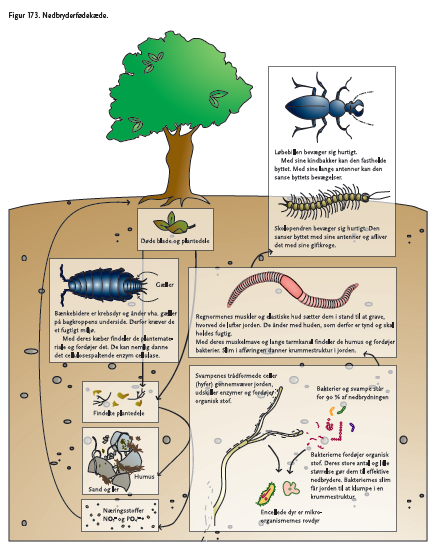 Figur 173. Nedbryderfødekæde.
Løbebillen bevæger sig hurtigt.
Med sine kindbakker kan den fastholde
byttet. Med sine lange antenner kan den
sanse byttets bevægelser.
Skolopendren bevæger sig hurtigt. Den
sanser byttet med sine antenner og afliver
det med sine giftkroge.
Døde blade og plantedele
Gæller
Bænkebidere er krebsdyr og ånder vha. gæller
på bagkroppens underside. Derfor kræver de
et fugtigt miljø.
Med deres kæber findeler de plantemate-
riale og fordøjer det. De kan nemlig danne
det cellulosespaltende enzym cellulase.
Regnormenes muskler og elastiske hud sætter dem i stand til at grave,
hvorved de lufter jorden. De ånder med huden, som derfor er tynd og skal
holdes fugtig.
Med deres muskelmave og lange tarmkanal findeler de humus og fordøjer
bakterier. Slim i afføringen danner krummestruktur i jorden.
Findelte plantedele
Humus
Sand og ler
Næringsstoffer
NO₃⁻ og PO₄³⁻
Svampenes trådformede celler
(hyfer) gennemvæver jorden,
udskiller enzymer og fordøjer
organisk stof.
Bakterier og svampe står
for 90 % af nedbrydningen
Bakterierne fordøjer organisk
stof. Deres store antal og lille
størrelse gør dem til effektive
nedbrydere. Bakteriernes slim
får jorden til at klumpe i en
krummestruktur.
Encellede dyr er mikro-
organismernes rovdyr